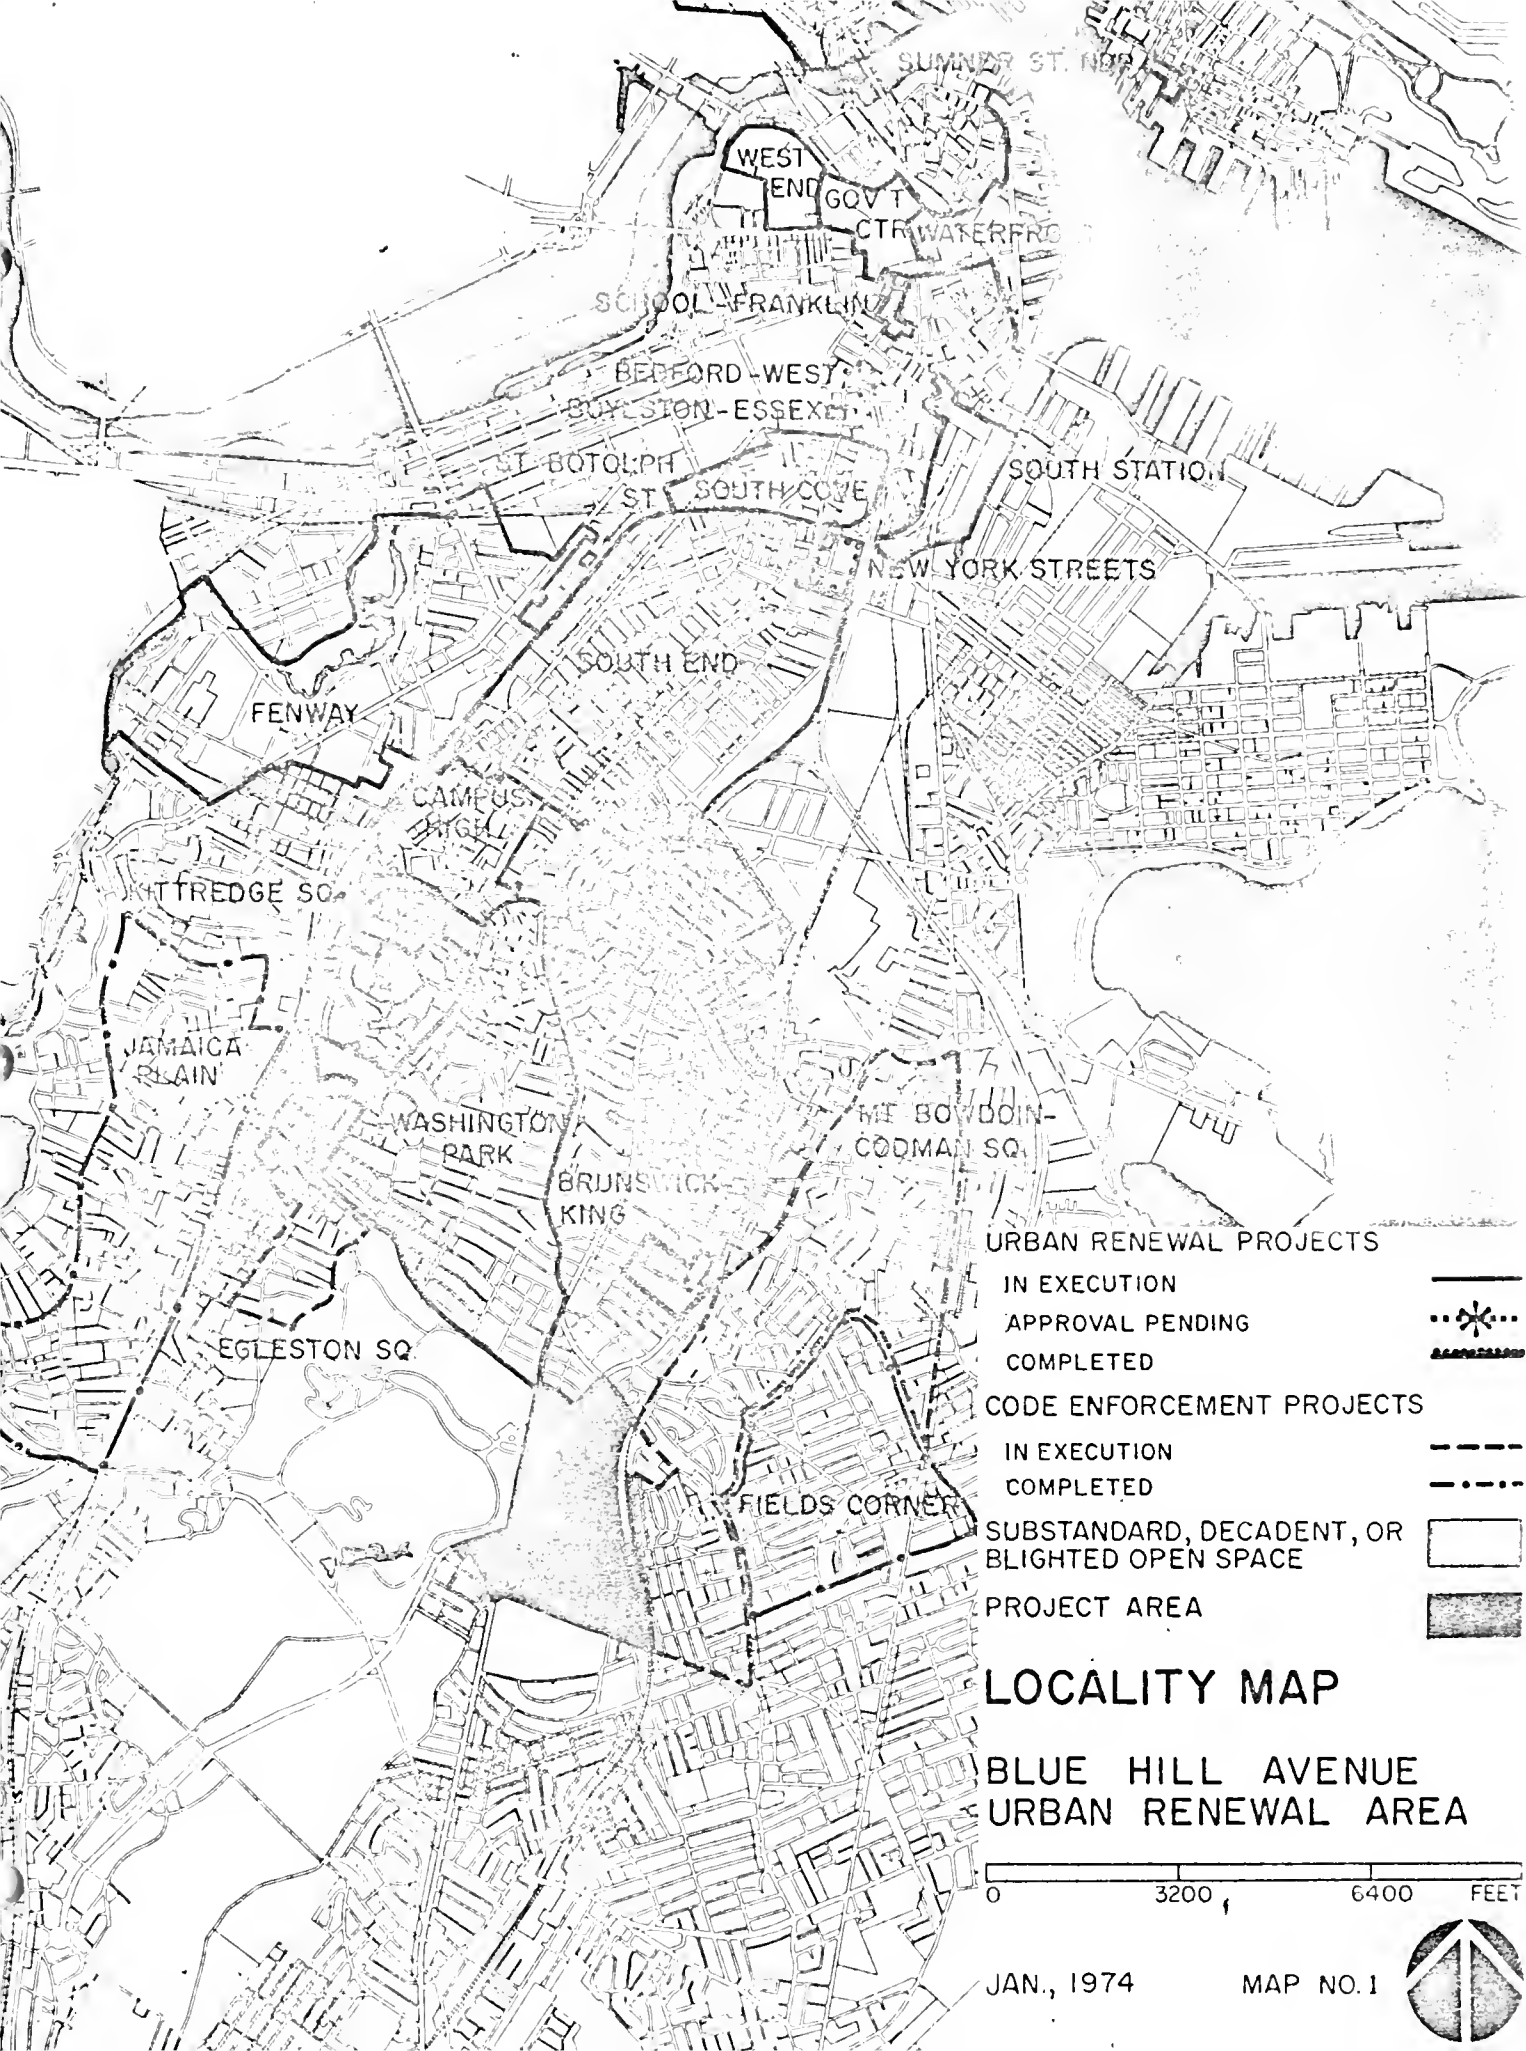 SUMNER ST. NDP
WEST
END
GOV'T
CTR
WATERFRO
SCHOOL-FRANKLIN
BEDFORD-WEST
BOYLSTON-ESSEX
ST. BOTOLPH
ST.
SOUTH COVE
SOUTH STATION
NEW YORK STREETS
SOUTH END
FENWAY
CAMPUS
HIGH
KITTREDGE SQ.
JAMAICA
PLAIN
WASHINGTON
PARK
MT. BOWDOIN-
CODMAN SQ.
BRUNSWICK
KING
EGLESTON SQ.
FIELDS CORNER
URBAN RENEWAL PROJECTS
IN EXECUTION
APPROVAL PENDING
COMPLETED
CODE ENFORCEMENT PROJECTS
IN EXECUTION
COMPLETED
SUBSTANDARD, DECADENT, OR
BLIGHTED OPEN SPACE
PROJECT AREA
LOCALITY MAP
BLUE HILL AVENUE
URBAN RENEWAL AREA
0 3200 6400 FEET
JAN., 1974 MAP NO. 1